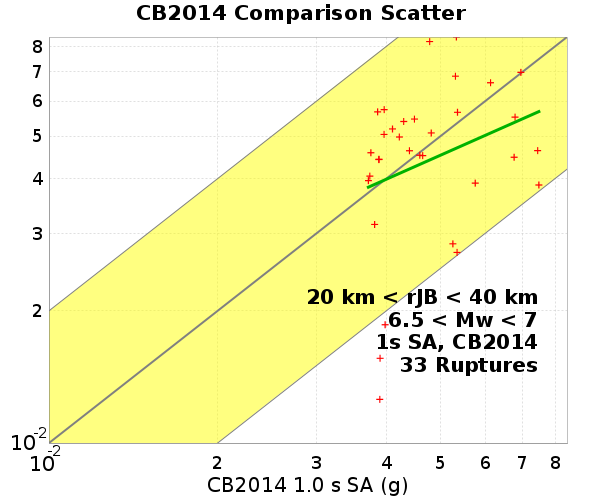 CB2014 Comparison Scatter
8
7
6
5
4
3
2
10-2
20 km < rJB < 40 km
6.5 < Mw < 7
1s SA, CB2014
33 Ruptures
10-2 2 3 4 5 6 7 8
CB2014 1.0 s SA (g)